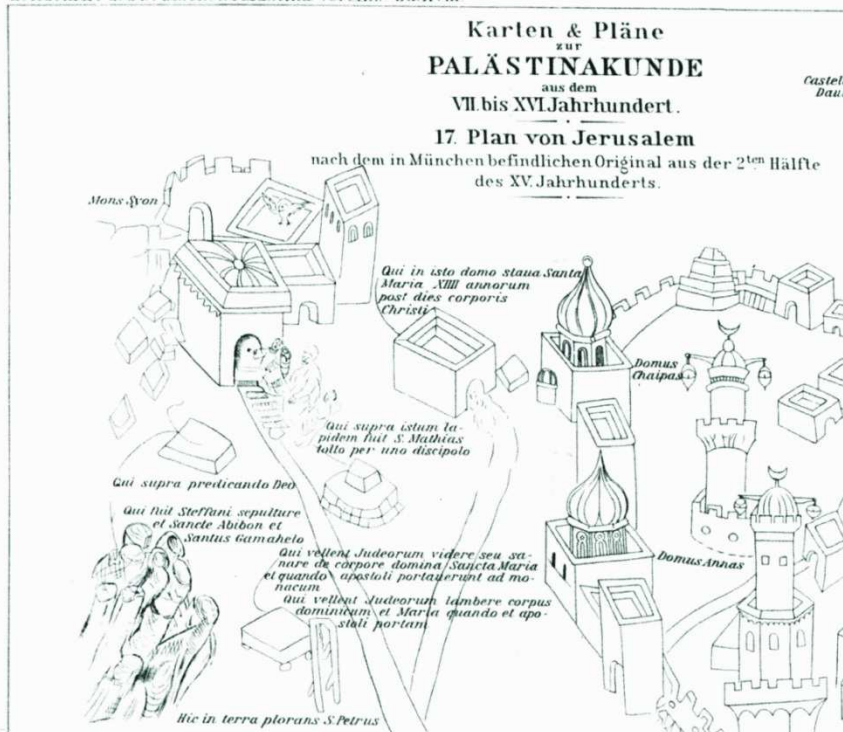 Karten & Pläne
zur
PALÄSTINAKUNDE
aus dem
VII. bis XVI. Jahrhundert.
17. Plan von Jerusalem
nach dem in München befindlichen Original aus der 2ten Hälfte
des XV. Jahrhunderts.
Mons Syon
Qui in isto domo staua Santa
Maria XIIII annorum
post dies corporis
Christi
Domus
Chaipas
Qui supra istum la-
pidem fuit S. Mathias
tollo per uno discipolo
Qui supra predicando Deo
Qui fuit Steffani sepulture
et Sancte Abibon et
Santus Gamahelo
Qui vellent Judeorum videre seu sa-
nare de corpore domina Sancta Maria
et quando apostoli portauerunt ad mo-
nacum
Qui vellent Judeorum lambere corpus
dominicum et Maria quando et apo-
stoli portam
Domus Annas
Hic in terra plorans S. Petrus